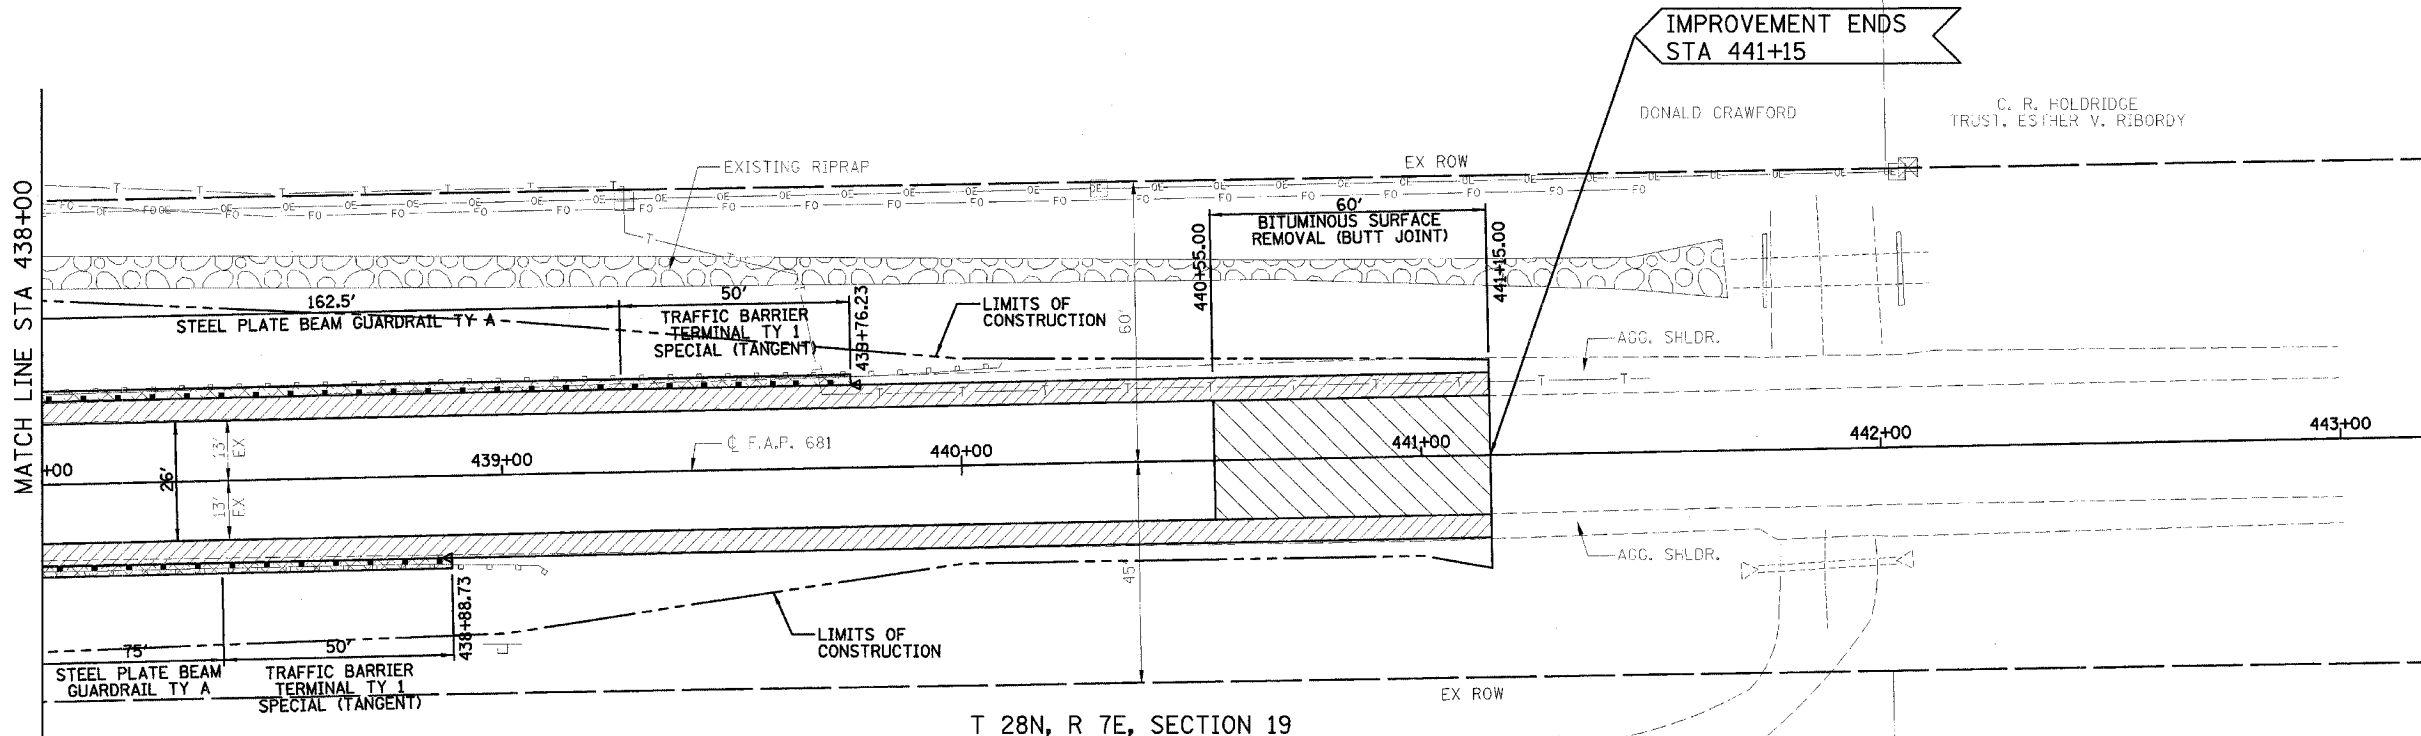 IMPROVEMENT ENDS
STA 441+15
DONALD CRAWFORD
C. R. HOLDRIDGE
TRUST, ESTHER V. RIBORDY
EXISTING RIPRAP
EX ROW
60'
BITUMINOUS SURFACE
REMOVAL (BUTT JOINT)
440+55.00
441+15.00
MATCH LINE STA 438+00
162.5'
STEEL PLATE BEAM GUARDRAIL TY A
50'
TRAFFIC BARRIER
TERMINAL TY 1
SPECIAL (TANGENT)
439+76.23
LIMITS OF
CONSTRUCTION
60'
AGG. SHLDR.
26'
13'
EX
13'
EX
℄ F.A.P. 681
+00
439+00
440+00
441+00
442+00
443+00
AGG. SHLDR.
45'
438+88.73
LIMITS OF
CONSTRUCTION
75'
STEEL PLATE BEAM
GUARDRAIL TY A
50'
TRAFFIC BARRIER
TERMINAL TY 1
SPECIAL (TANGENT)
EX ROW
T 28N, R 7E, SECTION 19